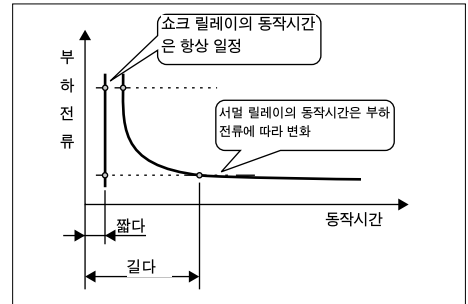 쇼크 릴레이의 동작시간
은 항상 일정
부
하
전
류
서멀 릴레이의 동작시간은 부하
전류에 따라 변화
동작시간
짧다
길다